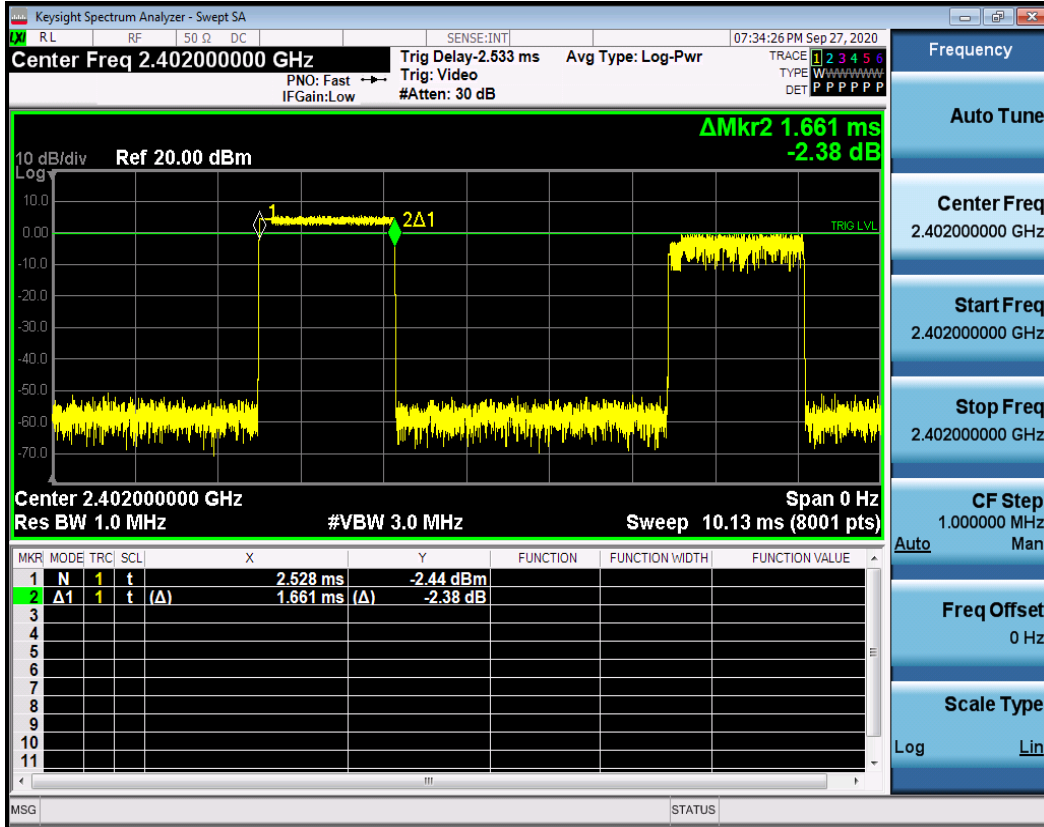 Keysight Spectrum Analyzer - Swept SA
LXI RL RF 50 Ω DC SENSE:INT 07:34:26 PM Sep 27, 2020
Center Freq 2.402000000 GHz
PNO: Fast
IFGain:Low
Trig Delay-2.533 ms
Trig: Video
#Atten: 30 dB
Avg Type: Log-Pwr
TRACE 1 2 3 4 5 6
TYPE WWWWWW
DET P P P P P P
ΔMkr2 1.661 ms
-2.38 dB
10 dB/div Ref 20.00 dBm
Log
10.0
0.00
-10.0
-20.0
-30.0
-40.0
-50.0
-60.0
-70.0
1
2Δ1
TRIG LVL
Center 2.402000000 GHz Span 0 Hz
Res BW 1.0 MHz #VBW 3.0 MHz Sweep 10.13 ms (8001 pts)
MKR MODE TRC SCL X Y FUNCTION FUNCTION WIDTH FUNCTION VALUE
1 N 1 t 2.528 ms -2.44 dBm
2 Δ1 1 t (Δ) 1.661 ms (Δ) -2.38 dB
3
4
5
6
7
8
9
10
11
MSG STATUS
Frequency
Auto Tune
Center Freq
2.402000000 GHz
Start Freq
2.402000000 GHz
Stop Freq
2.402000000 GHz
CF Step
1.000000 MHz
Auto Man
Freq Offset
0 Hz
Scale Type
Log Lin